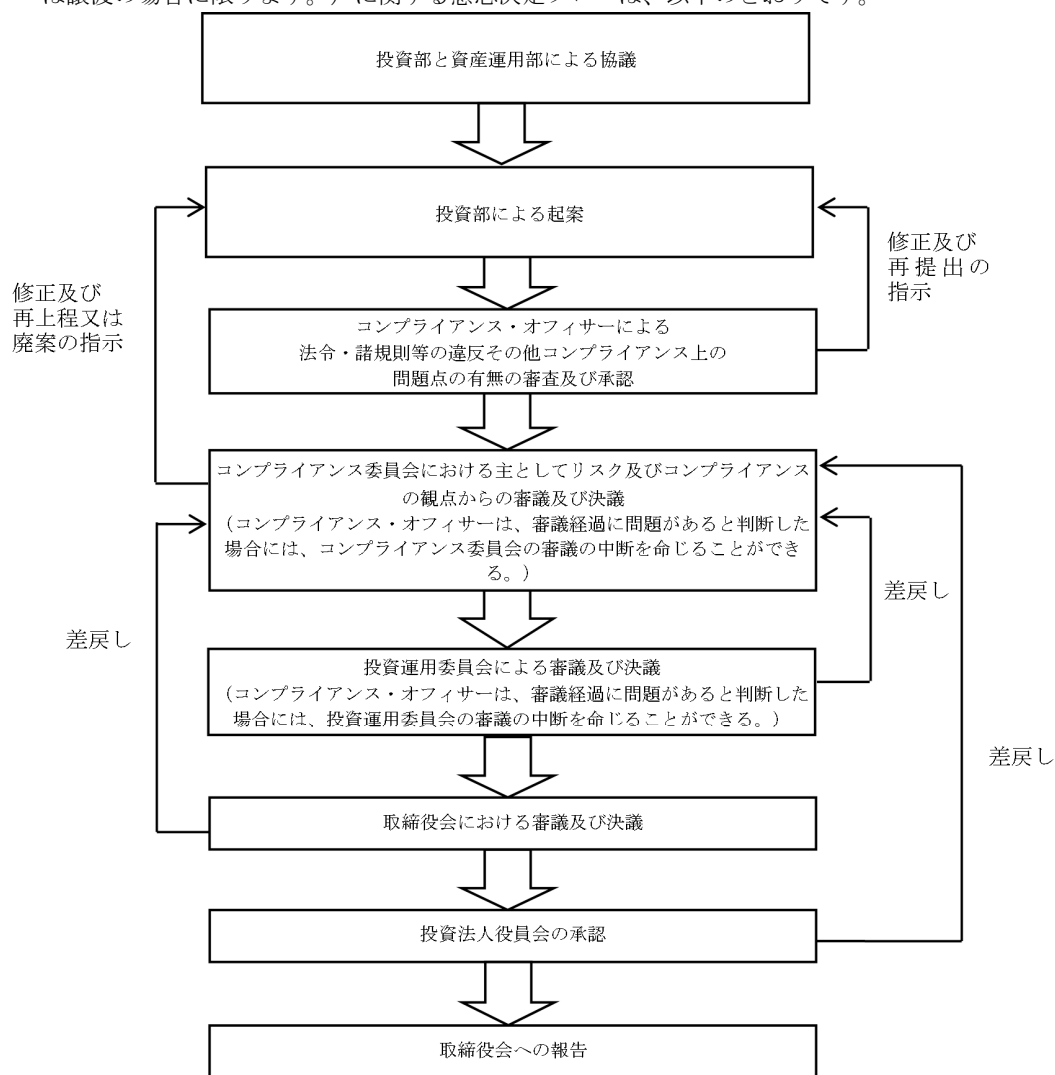 投資部と資産運用部による協議
投資部による起案
修正及び
再提出の
指示
修正及び
再上程又は
廃案の指示
コンプライアンス・オフィサーによる
法令・諸規則等の違反その他コンプライアンス上の
問題点の有無の審査及び承認
コンプライアンス委員会における主としてリスク及びコンプライアンス
の観点からの審議及び決議
（コンプライアンス・オフィサーは、審議経過に問題があると判断した
場合には、コンプライアンス委員会の審議の中断を命じることができ
る。）
差戻し
差戻し
投資運用委員会による審議及び決議
（コンプライアンス・オフィサーは、審議経過に問題があると判断した
場合には、投資運用委員会の審議の中断を命じることができる。）
差戻し
取締役会における審議及び決議
投資法人役員会の承認
取締役会への報告